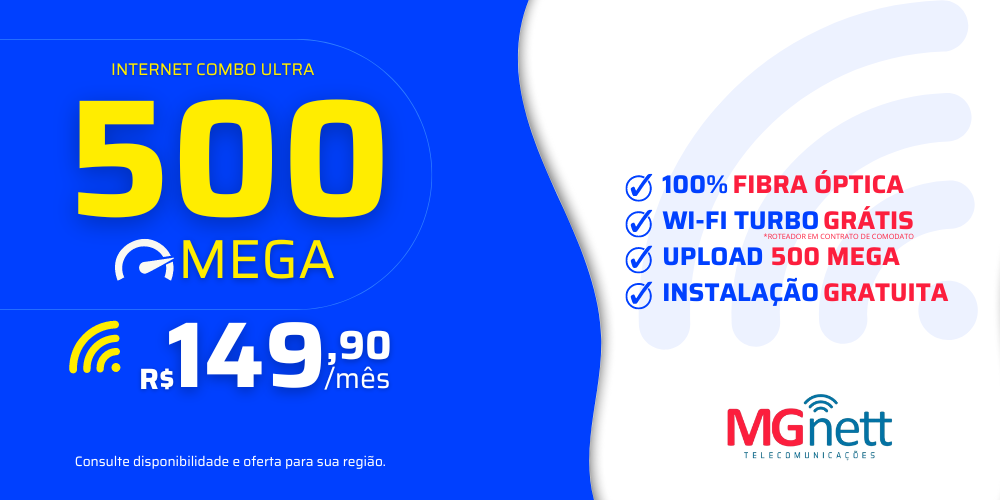 INTERNET COMBO ULTRA
500
MEGA
R$149,90
/mês
Consulte disponibilidade e oferta para sua região.
100% FIBRA ÓPTICA
WI-FI TURBO GRÁTIS
*ROTEADOR EM CONTRATO DE COMODATO
UPLOAD 500 MEGA
INSTALAÇÃO GRATUITA
MGnett
TELECOMUNICAÇÕES